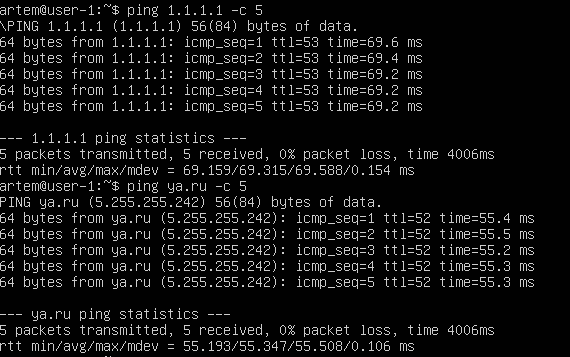 artem@user-1:~$ ping 1.1.1.1 -c 5
\PING 1.1.1.1 (1.1.1.1) 56(84) bytes of data.
64 bytes from 1.1.1.1: icmp_seq=1 ttl=53 time=69.6 ms
64 bytes from 1.1.1.1: icmp_seq=2 ttl=53 time=69.4 ms
64 bytes from 1.1.1.1: icmp_seq=3 ttl=53 time=69.2 ms
64 bytes from 1.1.1.1: icmp_seq=4 ttl=53 time=69.2 ms
64 bytes from 1.1.1.1: icmp_seq=5 ttl=53 time=69.2 ms
--- 1.1.1.1 ping statistics ---
5 packets transmitted, 5 received, 0% packet loss, time 4006ms
rtt min/avg/max/mdev = 69.159/69.315/69.588/0.154 ms
artem@user-1:~$ ping ya.ru -c 5
PING ya.ru (5.255.255.242) 56(84) bytes of data.
64 bytes from ya.ru (5.255.255.242): icmp_seq=1 ttl=52 time=55.4 ms
64 bytes from ya.ru (5.255.255.242): icmp_seq=2 ttl=52 time=55.5 ms
64 bytes from ya.ru (5.255.255.242): icmp_seq=3 ttl=52 time=55.2 ms
64 bytes from ya.ru (5.255.255.242): icmp_seq=4 ttl=52 time=55.3 ms
64 bytes from ya.ru (5.255.255.242): icmp_seq=5 ttl=52 time=55.3 ms
--- ya.ru ping statistics ---
5 packets transmitted, 5 received, 0% packet loss, time 4006ms
rtt min/avg/max/mdev = 55.193/55.347/55.508/0.106 ms